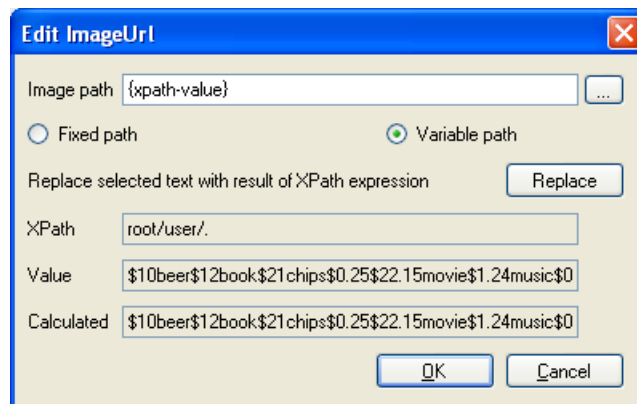 Edit ImageUrl
Image path {xpath-value} ...
Fixed path Variable path
Replace selected text with result of XPath expression Replace
XPath root/user/.
Value $10beer$12book$21chips$0.25$22.15movie$1.24music$0
Calculated $10beer$12book$21chips$0.25$22.15movie$1.24music$0
OK Cancel